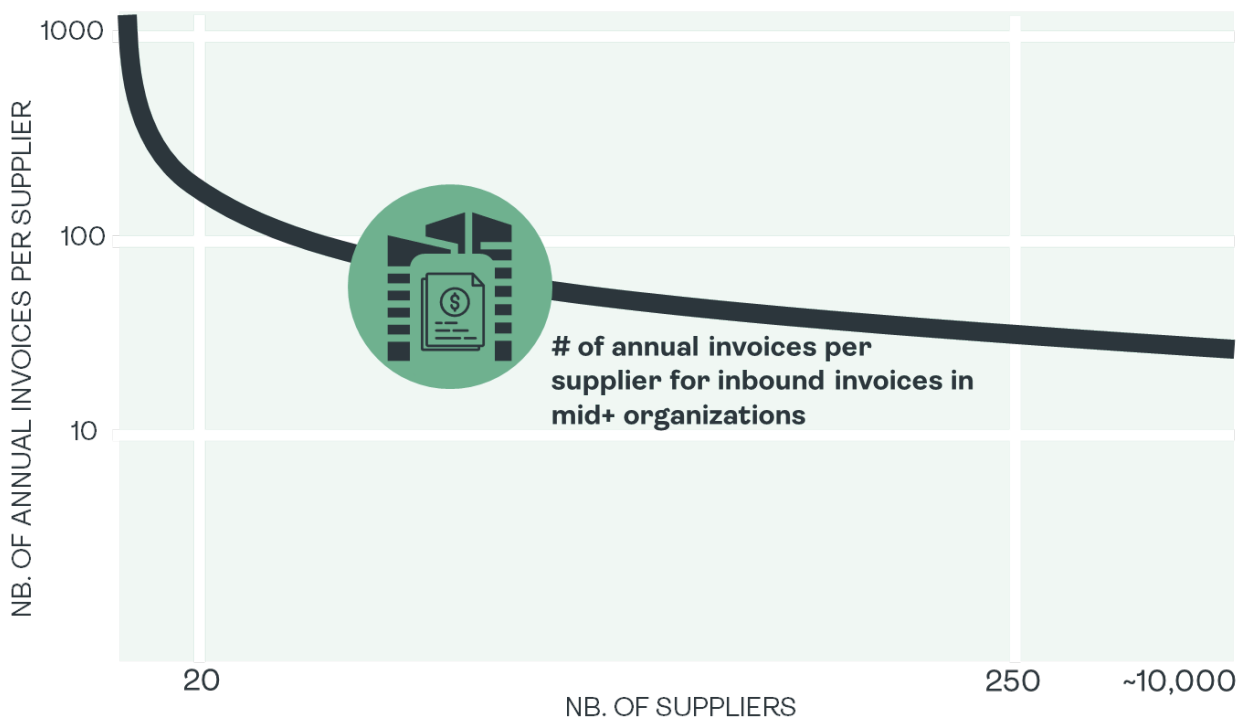 NB. OF ANNUAL INVOICES PER SUPPLIER
1000
100
10
$
# of annual invoices per
supplier for inbound invoices in
mid+ organizations
20
250
~10,000
NB. OF SUPPLIERS